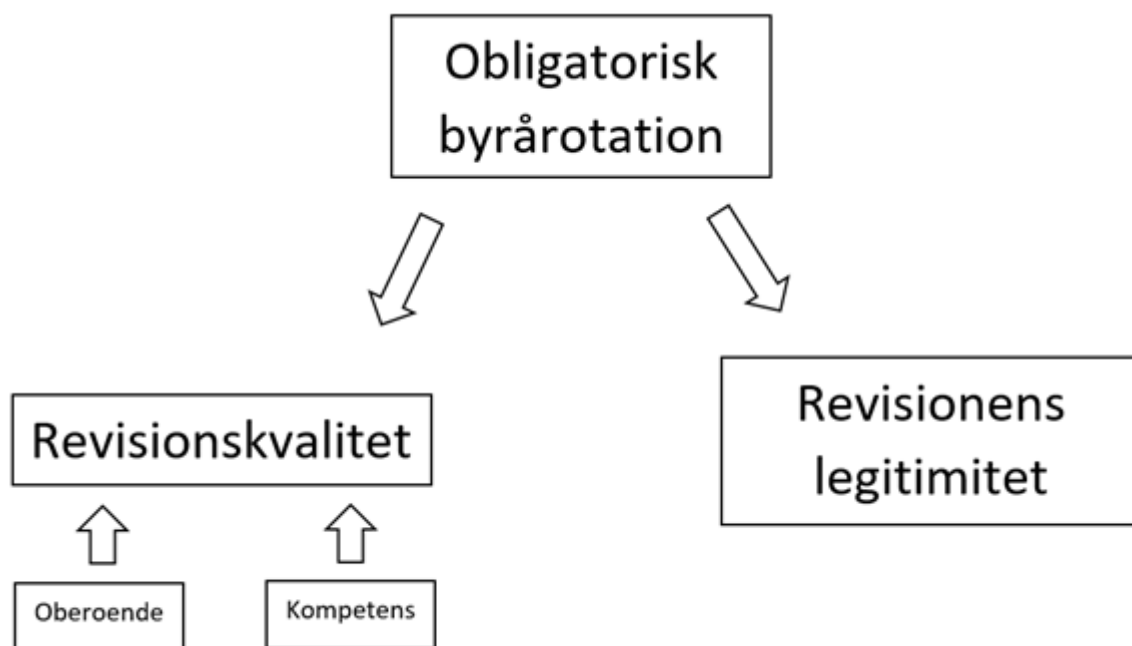 Obligatorisk
byrårotation
Revisionskvalitet
Revisionens
legitimitet
Oberoende
Kompetens